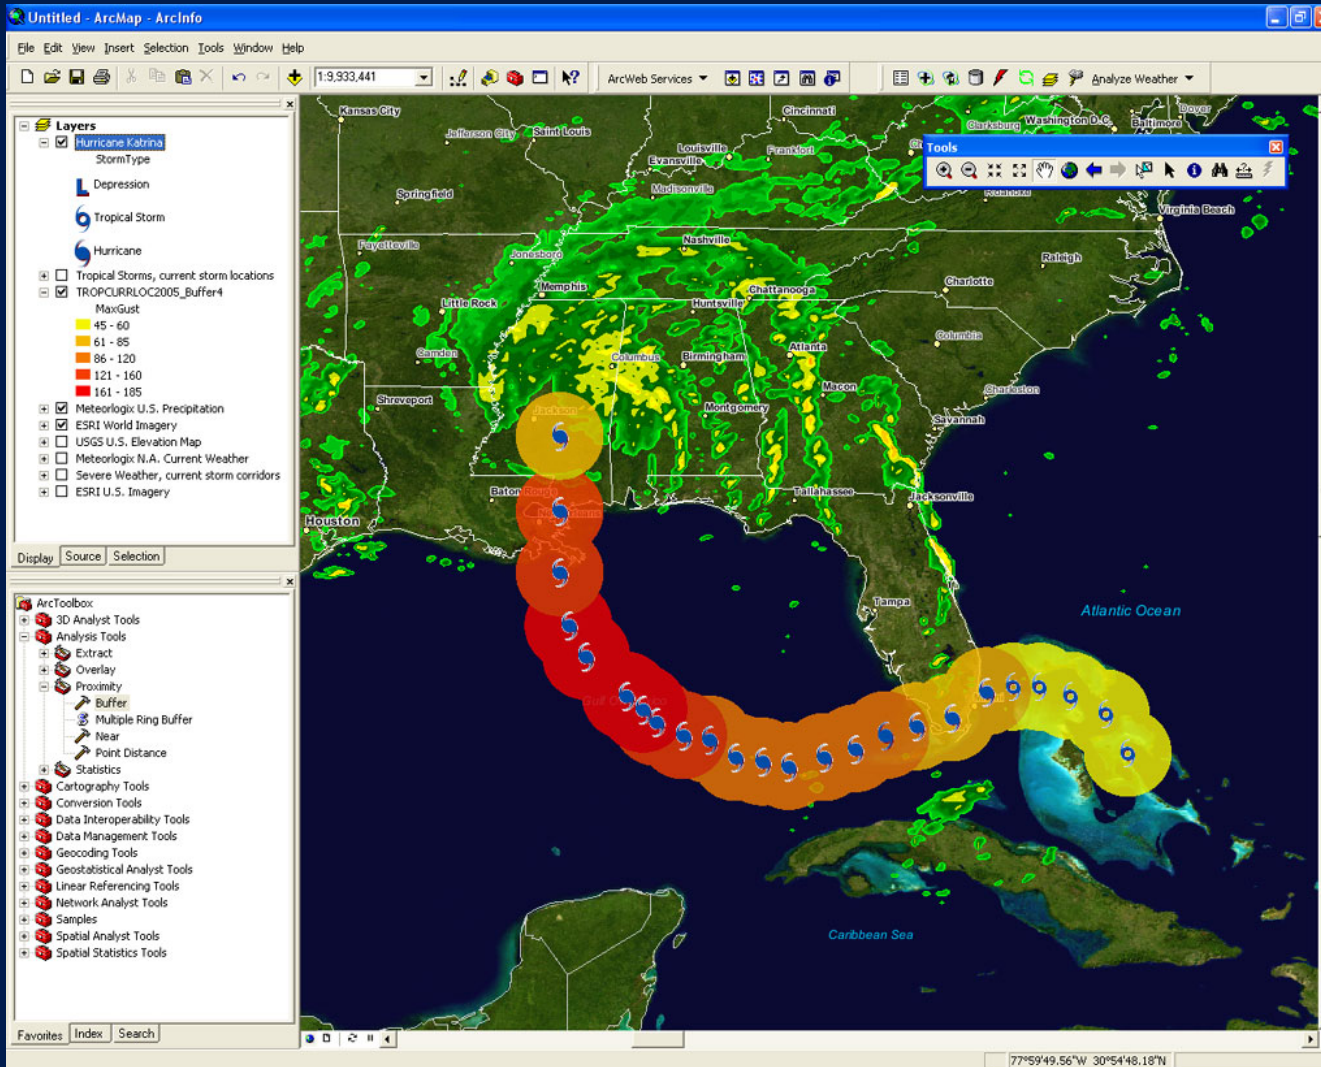 Untitled - ArcMap - ArcInfo
File Edit View Insert Selection Tools Window Help
1:9,933,441
ArcWeb Services
Analyze Weather
Layers
Hurricane Katrina
StormType
Depression
Tropical Storm
Hurricane
Tropical Storms, current storm locations
TROPCURRLOC2005_Buffer4
MaxGust
45 - 60
61 - 85
86 - 120
121 - 160
161 - 185
Meteorlogix U.S. Precipitation
ESRI World Imagery
USGS U.S. Elevation Map
Meteorlogix N.A. Current Weather
Severe Weather, current storm corridors
ESRI U.S. Imagery
Display Source Selection
ArcToolbox
3D Analyst Tools
Analysis Tools
Extract
Overlay
Proximity
Buffer
Multiple Ring Buffer
Near
Point Distance
Statistics
Cartography Tools
Conversion Tools
Data Interoperability Tools
Data Management Tools
Geocoding Tools
Geostatistical Analyst Tools
Linear Referencing Tools
Network Analyst Tools
Samples
Spatial Analyst Tools
Spatial Statistics Tools
Favorites Index Search
Tools
Kansas City
Jefferson City
Saint Louis
Cincinnati
Clarksburg
Washington D.C.
Baltimore
Dover
Louisville
Frankfort
Evansville
Madisonville
Springfield
Roanoke
Virginia Beach
Fayetteville
Jonesboro
Nashville
Raleigh
Memphis
Chattanooga
Charlotte
Little Rock
Huntsville
Columbia
Camden
Columbus
Birmingham
Atlanta
Shreveport
Macon
Charleston
Jackson
Montgomery
Savannah
Baton Rouge
Tallahassee
Jacksonville
Houston
Tampa
Atlantic Ocean
Caribbean Sea
77°59'49.56"W 30°54'48.18"N